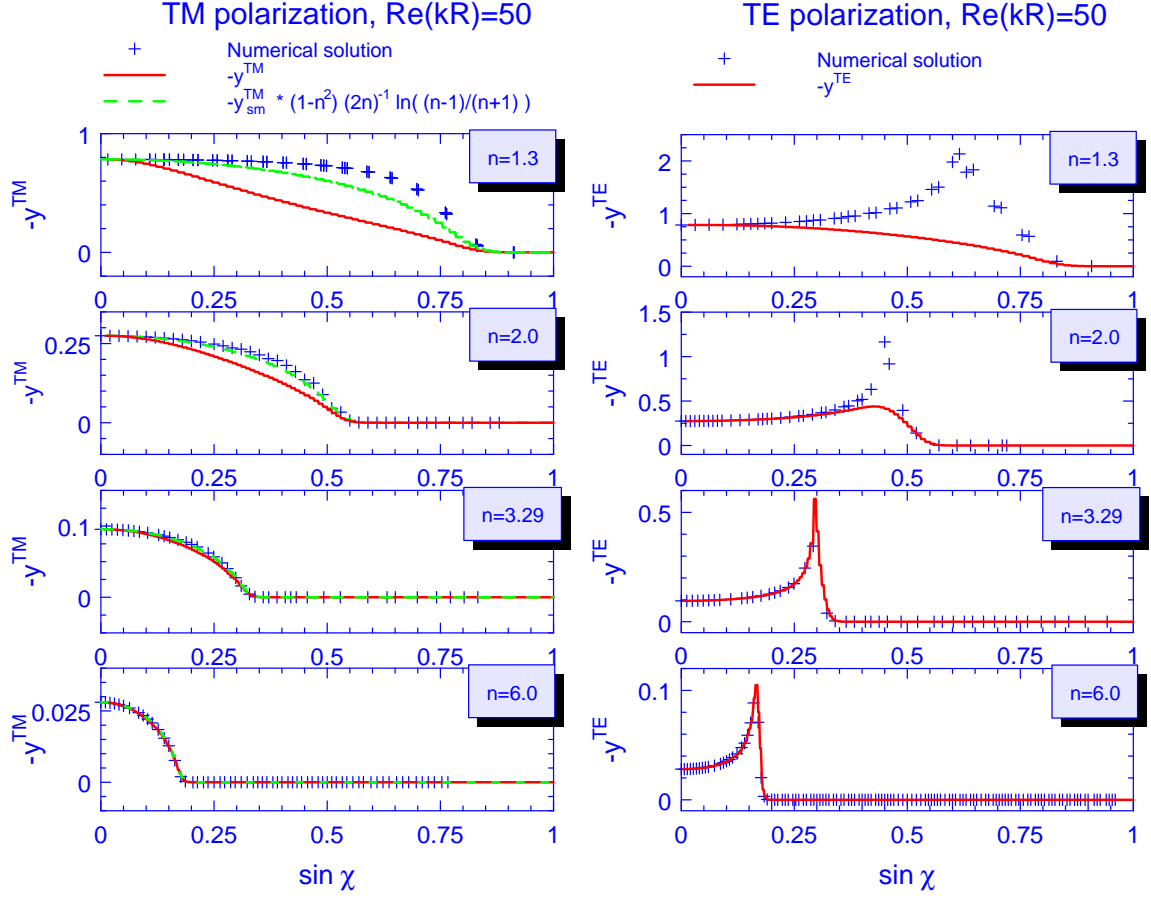 TM polarization, Re(kR)=50
Numerical solution
-y^TM
-y_sm^TM * (1-n²) (2n)⁻¹ ln( (n-1)/(n+1) )
n=1.3
1
0
-y^TM
0 0.25 0.5 0.75 1
n=2.0
0.25
0
-y^TM
0 0.25 0.5 0.75 1
n=3.29
0.1
0
-y^TM
0 0.25 0.5 0.75 1
n=6.0
0.025
0
-y^TM
0 0.25 0.5 0.75 1
sin χ
TE polarization, Re(kR)=50
Numerical solution
-y^TE
n=1.3
2
1
0
-y^TE
0 0.25 0.5 0.75 1
n=2.0
1.5
1
0.5
0
-y^TE
0 0.25 0.5 0.75 1
n=3.29
0.5
0
-y^TE
0 0.25 0.5 0.75 1
n=6.0
0.1
0
-y^TE
0 0.25 0.5 0.75 1
sin χ